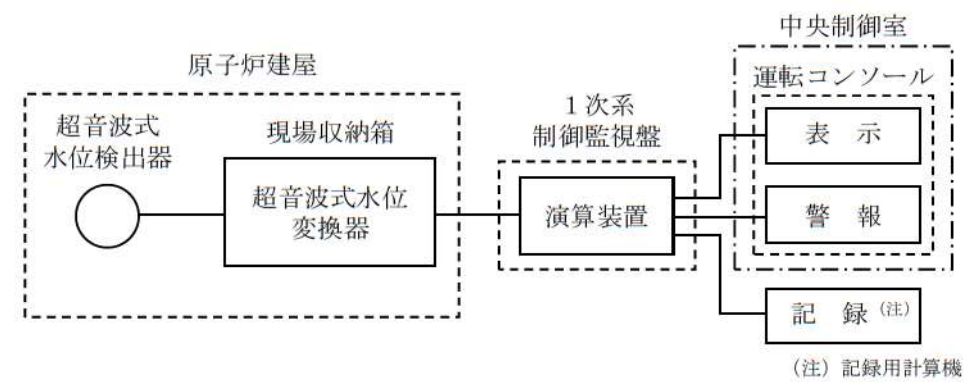 中央制御室
原子炉建屋
運転コンソール
1次系
制御監視盤
超音波式
水位検出器
現場収納箱
表 示
超音波式水位
変換器
演算装置
警 報
記 録 (注)
(注) 記録用計算機